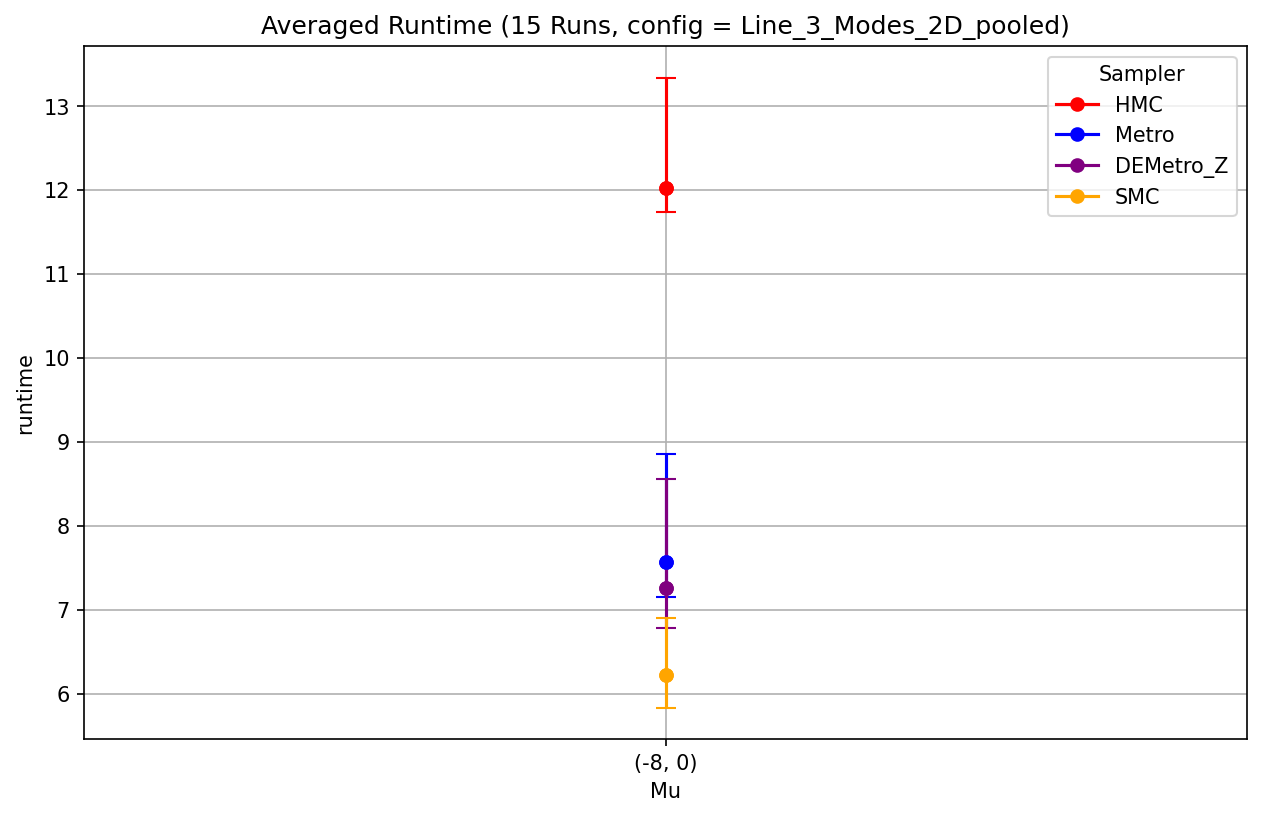 Averaged Runtime (15 Runs, config = Line_3_Modes_2D_pooled)
Sampler
HMC
Metro
DEMetro_Z
SMC
runtime
13
12
11
10
9
8
7
6
(-8, 0)
Mu